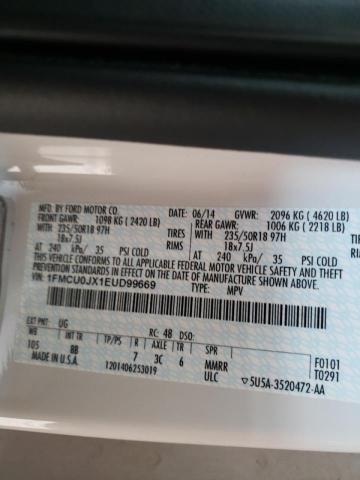 MFD. BY FORD MOTOR CO.
DATE: 06/14 GVWR: 2096 KG ( 4620 LB)
FRONT GAWR: 1098 KG ( 2420 LB)
REAR GAWR: 1006 KG ( 2218 LB)
WITH 235/50R18 97H TIRES WITH 235/50R18 97H
18x7.5J RIMS 18x7.5J
AT 240 kPa/ 35 PSI COLD AT 240 kPa/ 35 PSI COLD
THIS VEHICLE CONFORMS TO ALL APPLICABLE FEDERAL MOTOR VEHICLE SAFETY
AND THEFT PREVENTION STANDARDS IN EFFECT ON THE DATE OF MANUFACTURE SHOWN ABOVE.
VIN: 1FMCU0JX1EUD99669
TYPE: MPV
EXT PNT: UG RC: 48 DSO:
WB INT TR TP/PS R AXLE TR SPR
105 8B 7 3C 6 MMRR F0101
MADE IN U.S.A. ULC T0291
1201406253019 5U5A-3520472-AA